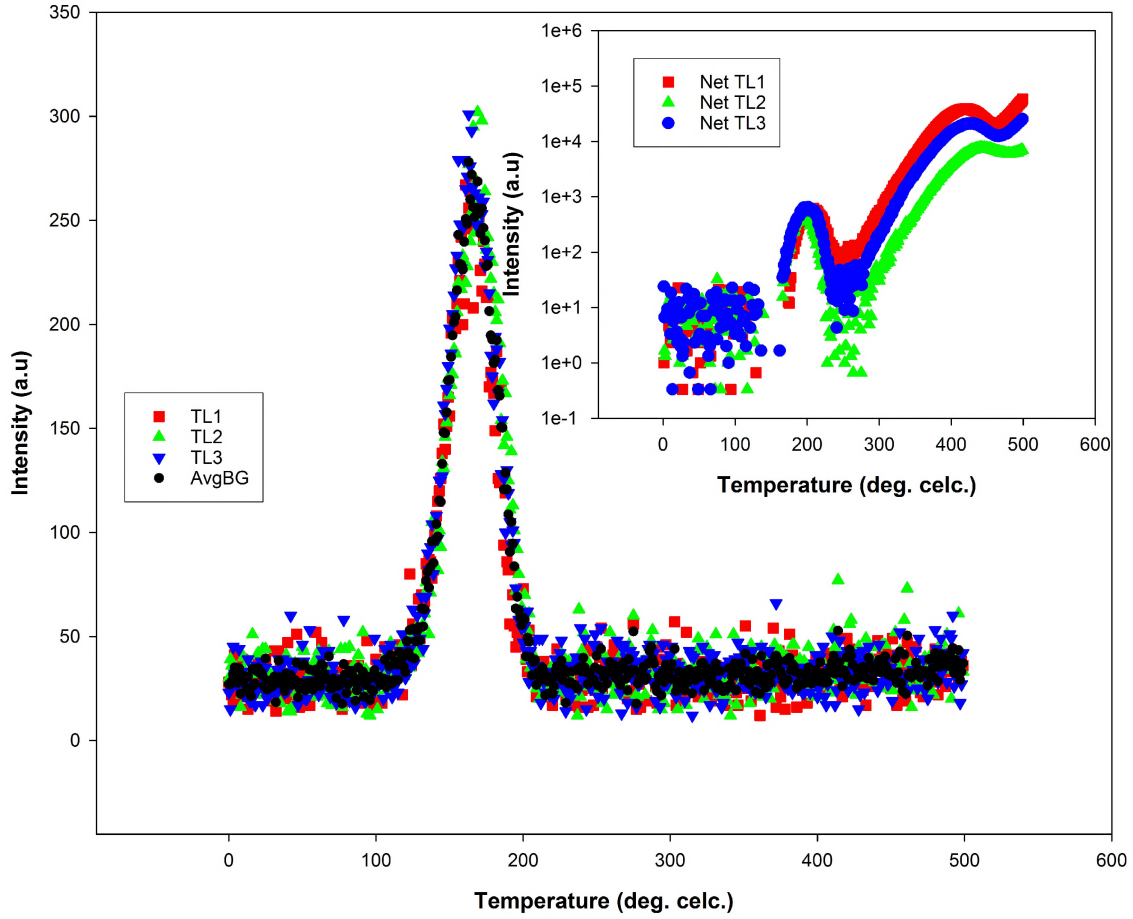 350
300
250
200
150
100
50
0
Intensity (a.u)
TL1
TL2
TL3
AvgBG
0
100
200
300
400
500
600
Temperature (deg. celc.)
1e+6
1e+5
1e+4
1e+3
1e+2
1e+1
1e+0
1e-1
Intensity (a.u)
Net TL1
Net TL2
Net TL3
0
100
200
300
400
500
600
Temperature (deg. celc.)